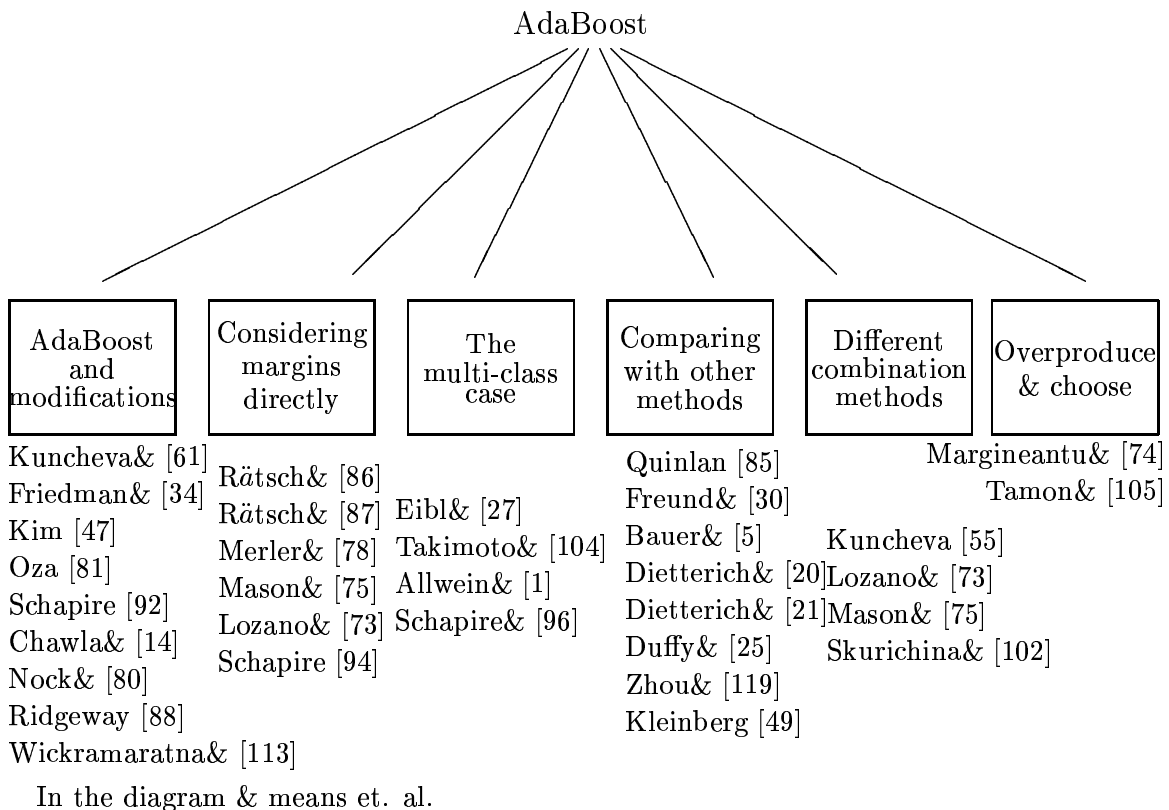 AdaBoost
AdaBoost
and
modifications
Considering
margins
directly
The
multi-class
case
Comparing
with other
methods
Different
combination
methods
Overproduce
& choose
Kuncheva& [61]
Friedman& [34]
Kim [47]
Oza [81]
Schapire [92]
Chawla& [14]
Nock& [80]
Ridgeway [88]
Wickramaratna& [113]
Rätsch& [86]
Rätsch& [87]
Merler& [78]
Mason& [75]
Lozano& [73]
Schapire [94]
Eibl& [27]
Takimoto& [104]
Allwein& [1]
Schapire& [96]
Quinlan [85]
Freund& [30]
Bauer& [5]
Dietterich& [20]
Dietterich& [21]
Duffy& [25]
Zhou& [119]
Kleinberg [49]
Kuncheva [55]
Lozano& [73]
Mason& [75]
Skurichina& [102]
Margineantu& [74]
Tamon& [105]
In the diagram & means et. al.